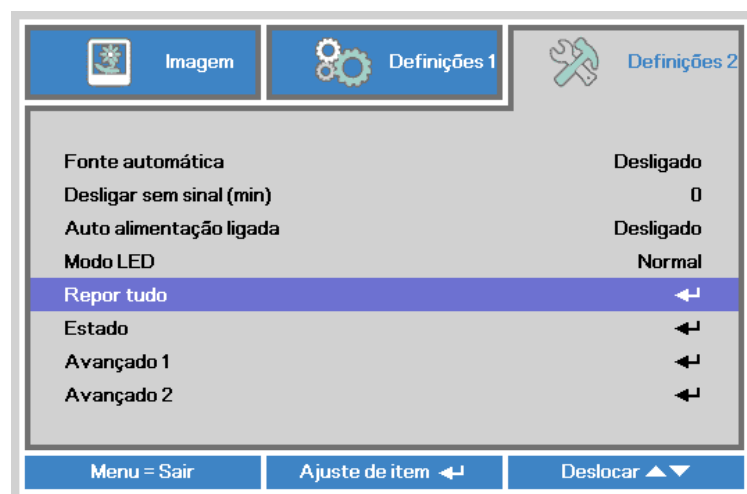 Imagem Definições 1 Definições 2
Fonte automática Desligado
Desligar sem sinal (min) 0
Auto alimentação ligada Desligado
Modo LED Normal
Repor tudo
Estado
Avançado 1
Avançado 2
Menu = Sair Ajuste de item Deslocar